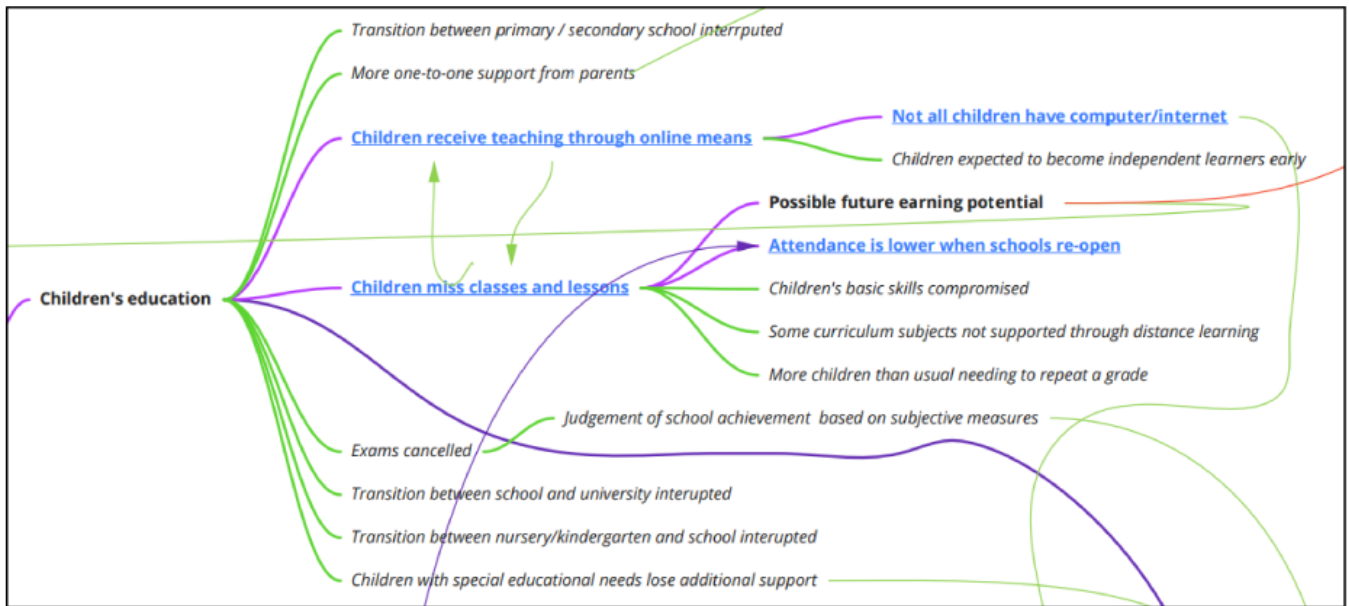 Transition between primary / secondary school interrputed
More one-to-one support from parents
Children receive teaching through online means
Not all children have computer/internet
Children expected to become independent learners early
Possible future earning potential
Attendance is lower when schools re-open
Children's education
Children miss classes and lessons
Children's basic skills compromised
Some curriculum subjects not supported through distance learning
More children than usual needing to repeat a grade
Judgement of school achievement based on subjective measures
Exams cancelled
Transition between school and university interupted
Transition between nursery/kindergarten and school interupted
Children with special educational needs lose additional support